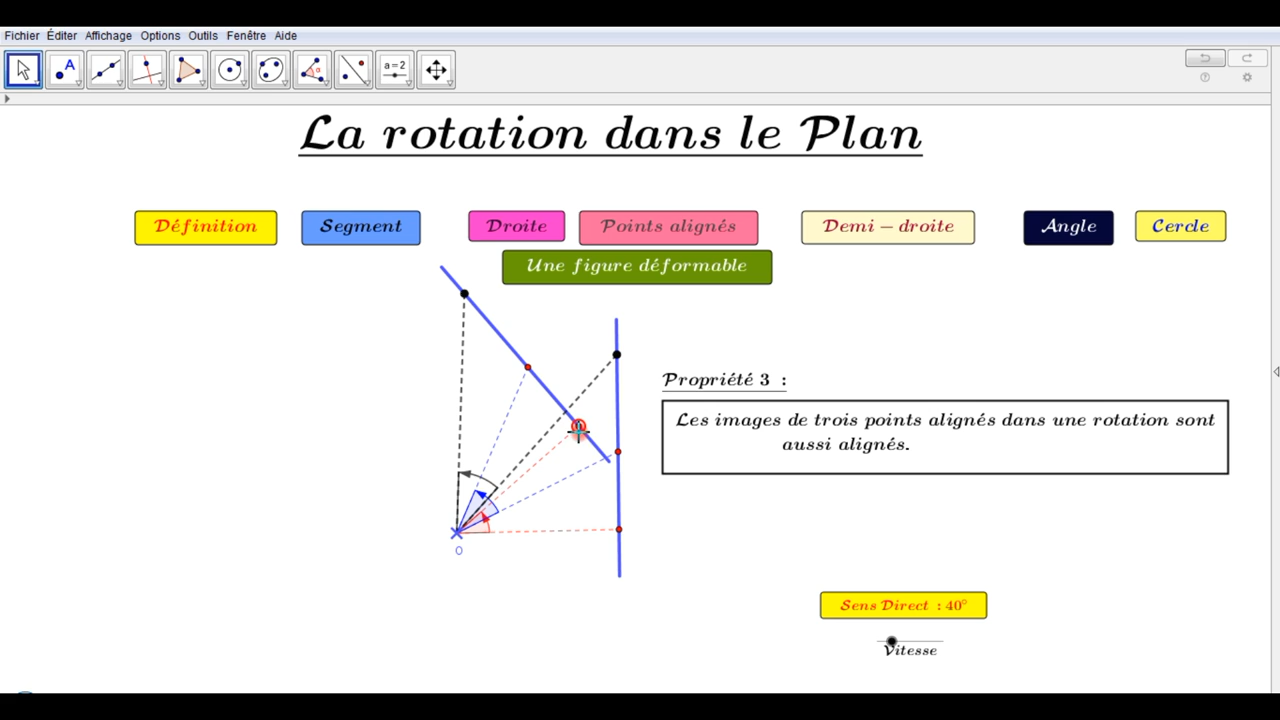 Fichier Éditer Affichage Options Outils Fenêtre Aide
A
α
a = 2
La rotation dans le Plan
Définition Segment Droite Points alignés Demi – droite Angle Cercle
Une figure déformable
Propriété 3 :
Les images de trois points alignés dans une rotation sont
aussi alignés.
O
Sens Direct : 40°
Vitesse